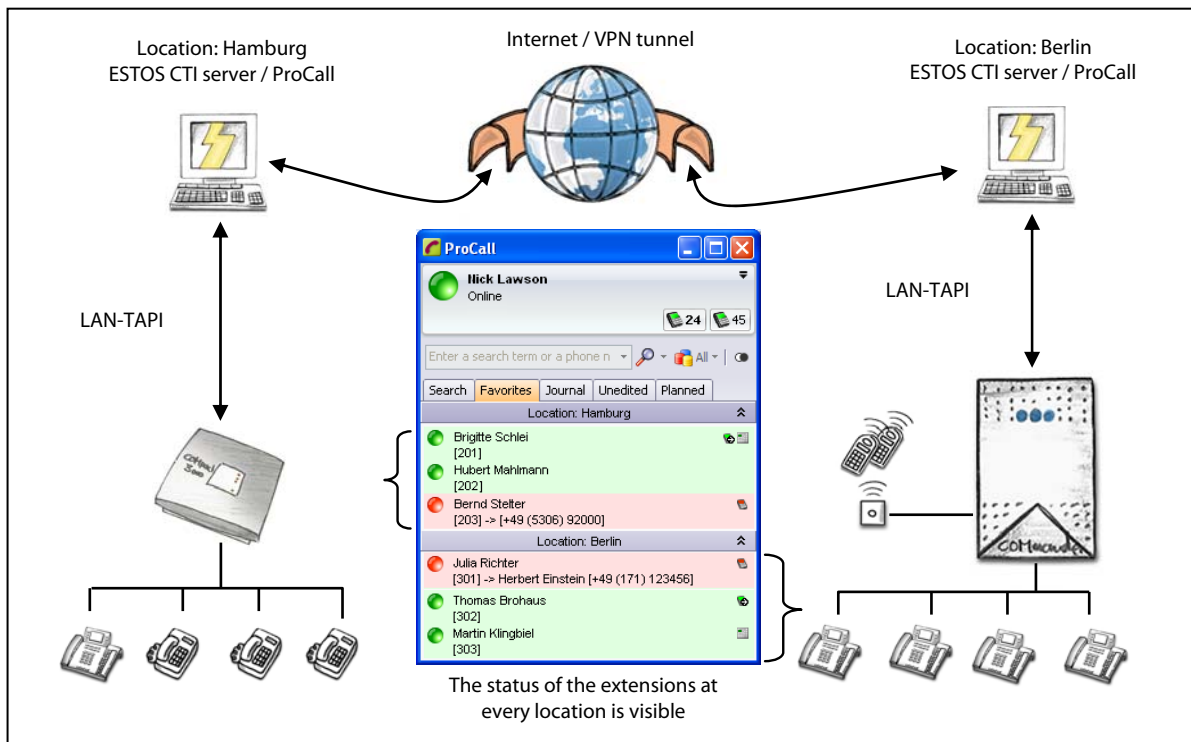 Location: Hamburg
ESTOS CTI server / ProCall
Internet / VPN tunnel
Location: Berlin
ESTOS CTI server / ProCall
LAN-TAPI
LAN-TAPI
ProCall
Nick Lawson
Online
24
45
Enter a search term or a phone n
All
Search
Favorites
Journal
Unedited
Planned
Location: Hamburg
Brigitte Schlei
[201]
Hubert Mahlmann
[202]
Bernd Stelter
[203] -> [+49 (5306) 92000]
Location: Berlin
Julia Richter
[301] -> Herbert Einstein [+49 (171) 123456]
Thomas Brohaus
[302]
Martin Klingbiel
[303]
The status of the extensions at
every location is visible